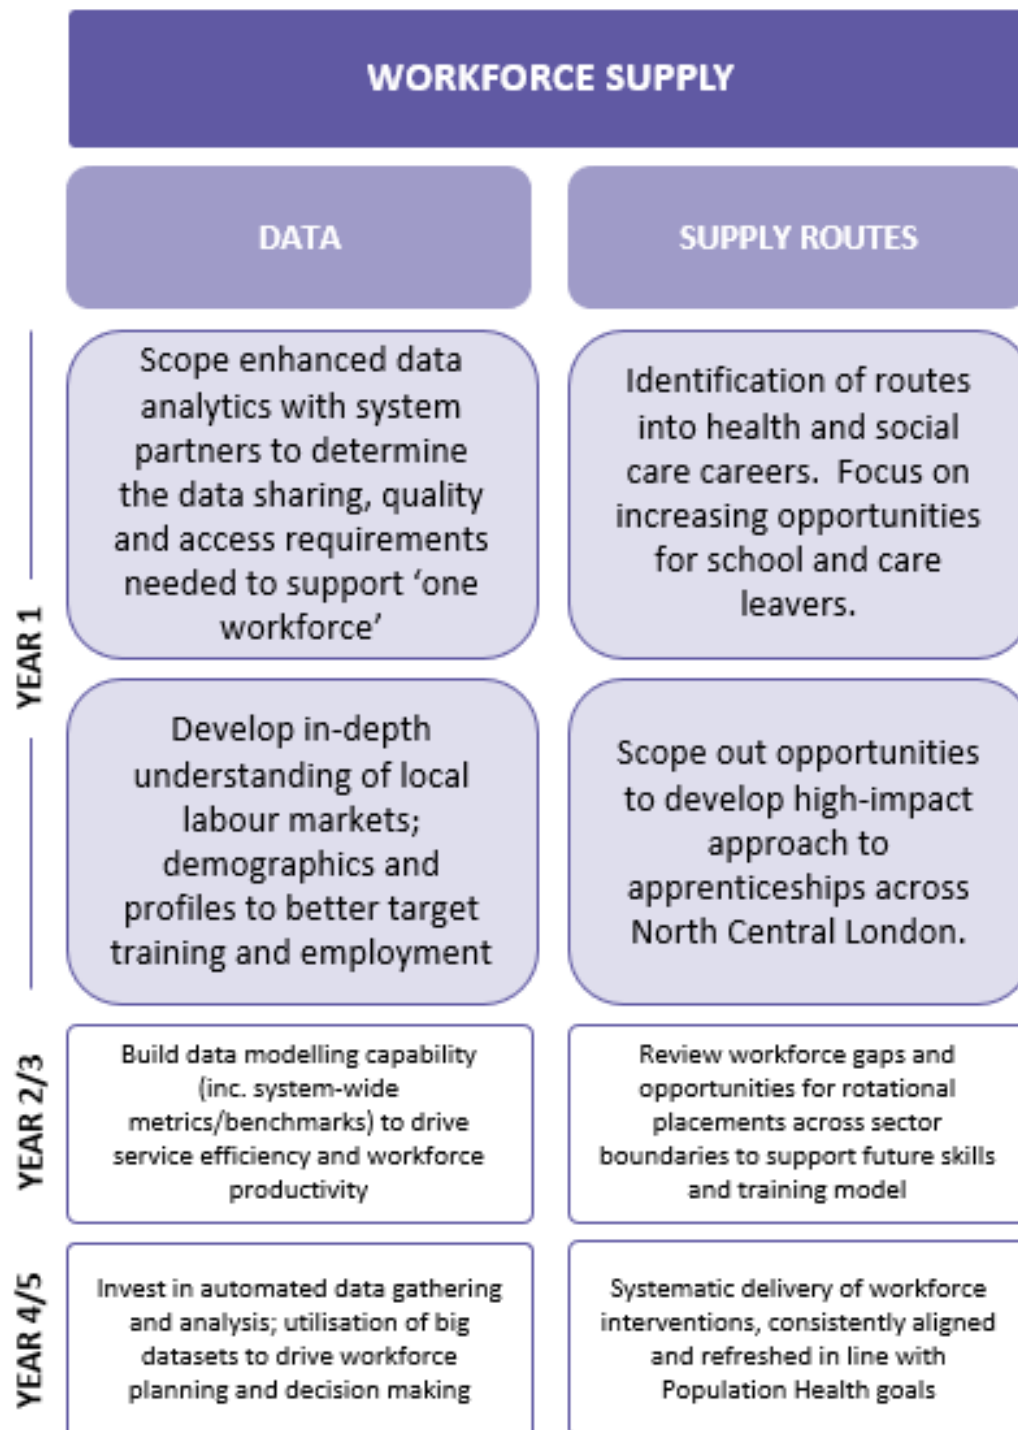 WORKFORCE SUPPLY
DATA
SUPPLY ROUTES
YEAR 1
Scope enhanced data
analytics with system
partners to determine
the data sharing, quality
and access requirements
needed to support ‘one
workforce’
Identification of routes
into health and social
care careers.  Focus on
increasing opportunities
for school and care
leavers.
Develop in-depth
understanding of local
labour markets;
demographics and
profiles to better target
training and employment
Scope out opportunities
to develop high-impact
approach to
apprenticeships across
North Central London.
YEAR 2/3
Build data modelling capability
(inc. system-wide
metrics/benchmarks) to drive
service efficiency and workforce
productivity
Review workforce gaps and
opportunities for rotational
placements across sector
boundaries to support future skills
and training model
YEAR 4/5
Invest in automated data gathering
and analysis; utilisation of big
datasets to drive workforce
planning and decision making
Systematic delivery of workforce
interventions, consistently aligned
and refreshed in line with
Population Health goals